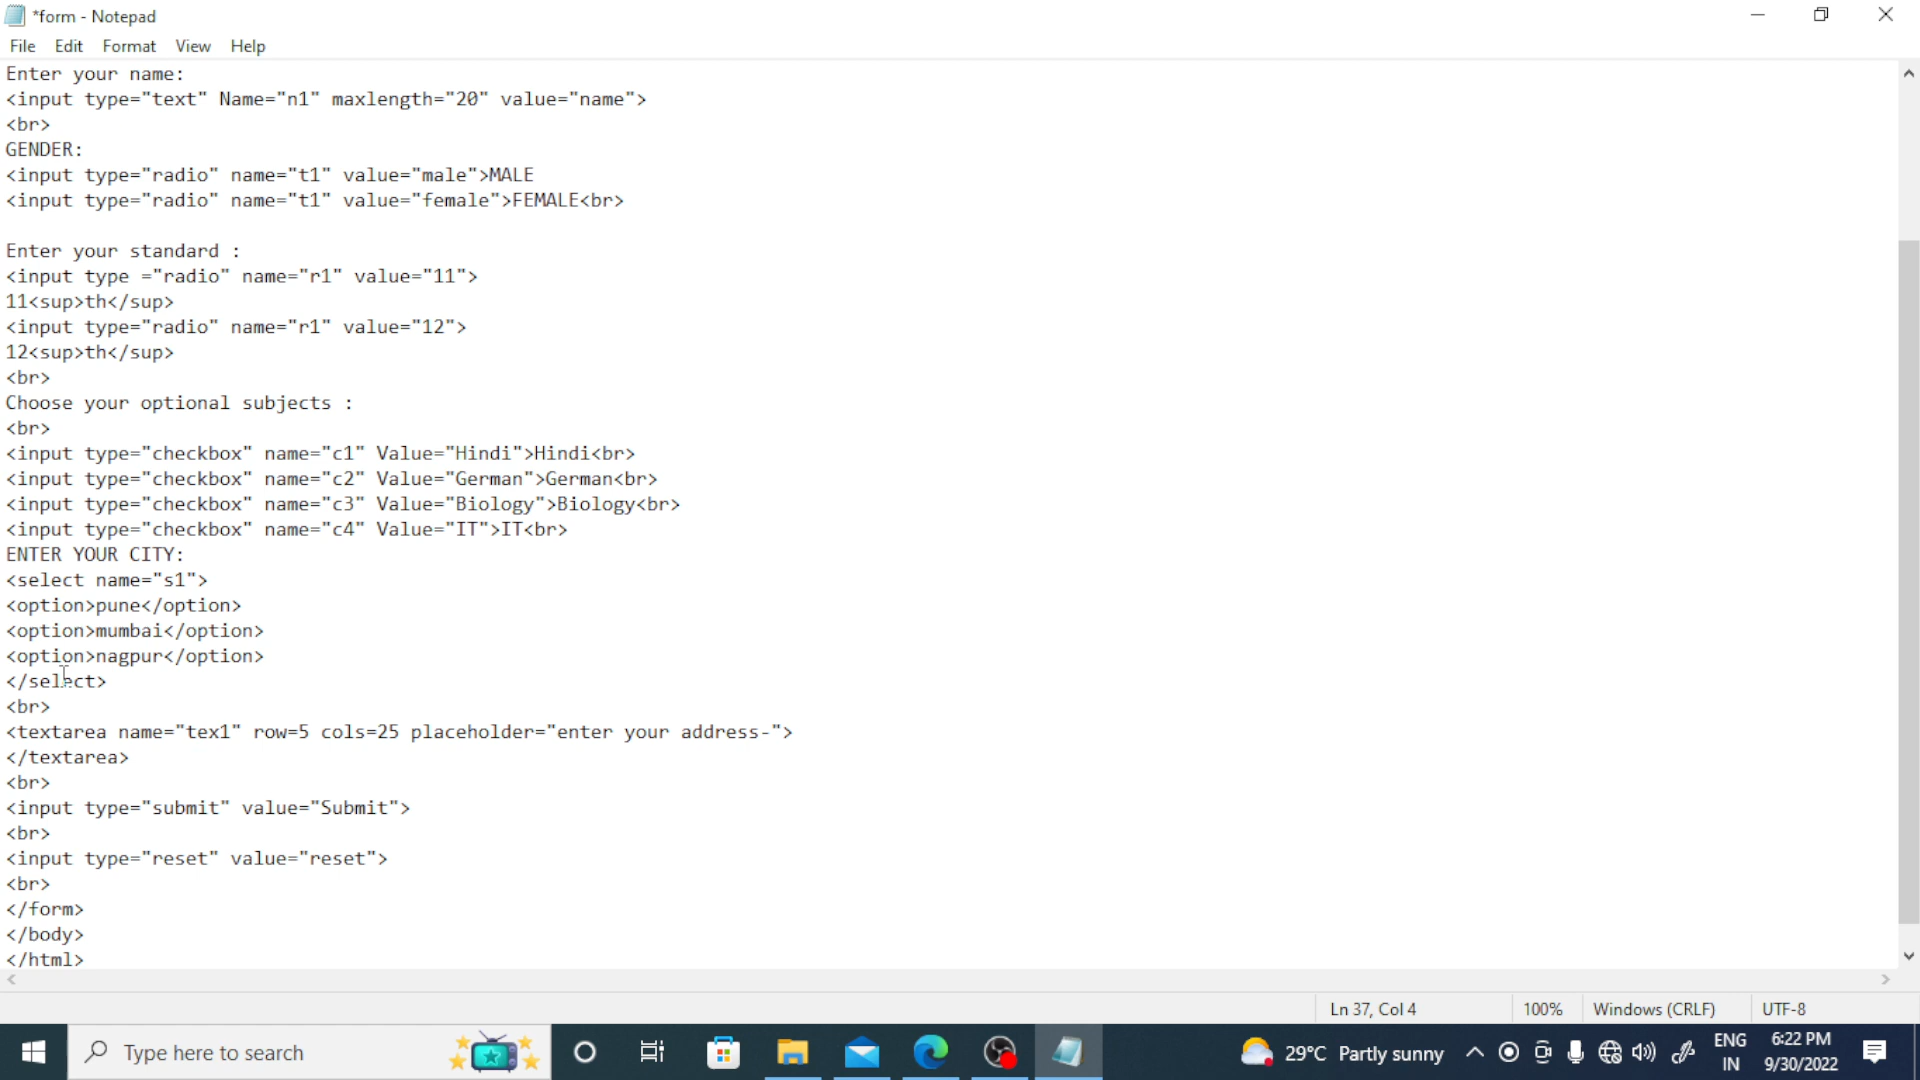 *form - Notepad
File Edit Format View Help
Enter your name:
<input type="text" Name="n1" maxlength="20" value="name">
<br>
GENDER:
<input type="radio" name="t1" value="male">MALE
<input type="radio" name="t1" value="female">FEMALE<br>
Enter your standard :
<input type ="radio" name="r1" value="11">
11<sup>th</sup>
<input type="radio" name="r1" value="12">
12<sup>th</sup>
<br>
Choose your optional subjects :
<br>
<input type="checkbox" name="c1" Value="Hindi">Hindi<br>
<input type="checkbox" name="c2" Value="German">German<br>
<input type="checkbox" name="c3" Value="Biology">Biology<br>
<input type="checkbox" name="c4" Value="IT">IT<br>
ENTER YOUR CITY:
<select name="s1">
<option>pune</option>
<option>mumbai</option>
<option>nagpur</option>
</select>
<br>
<textarea name="tex1" row=5 cols=25 placeholder="enter your address-">
</textarea>
<br>
<input type="submit" value="Submit">
<br>
<input type="reset" value="reset">
<br>
</form>
</body>
</html>
Ln 37, Col 4 100% Windows (CRLF) UTF-8
Type here to search 29°C Partly sunny ENG 6:22 PM
IN 9/30/2022